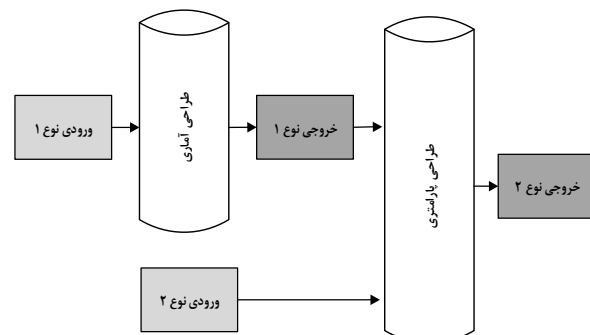 ورودی نوع ۱
طراحی آماری
خروجی نوع ۱
طراحی پارامتری
خروجی نوع ۲
ورودی نوع ۲